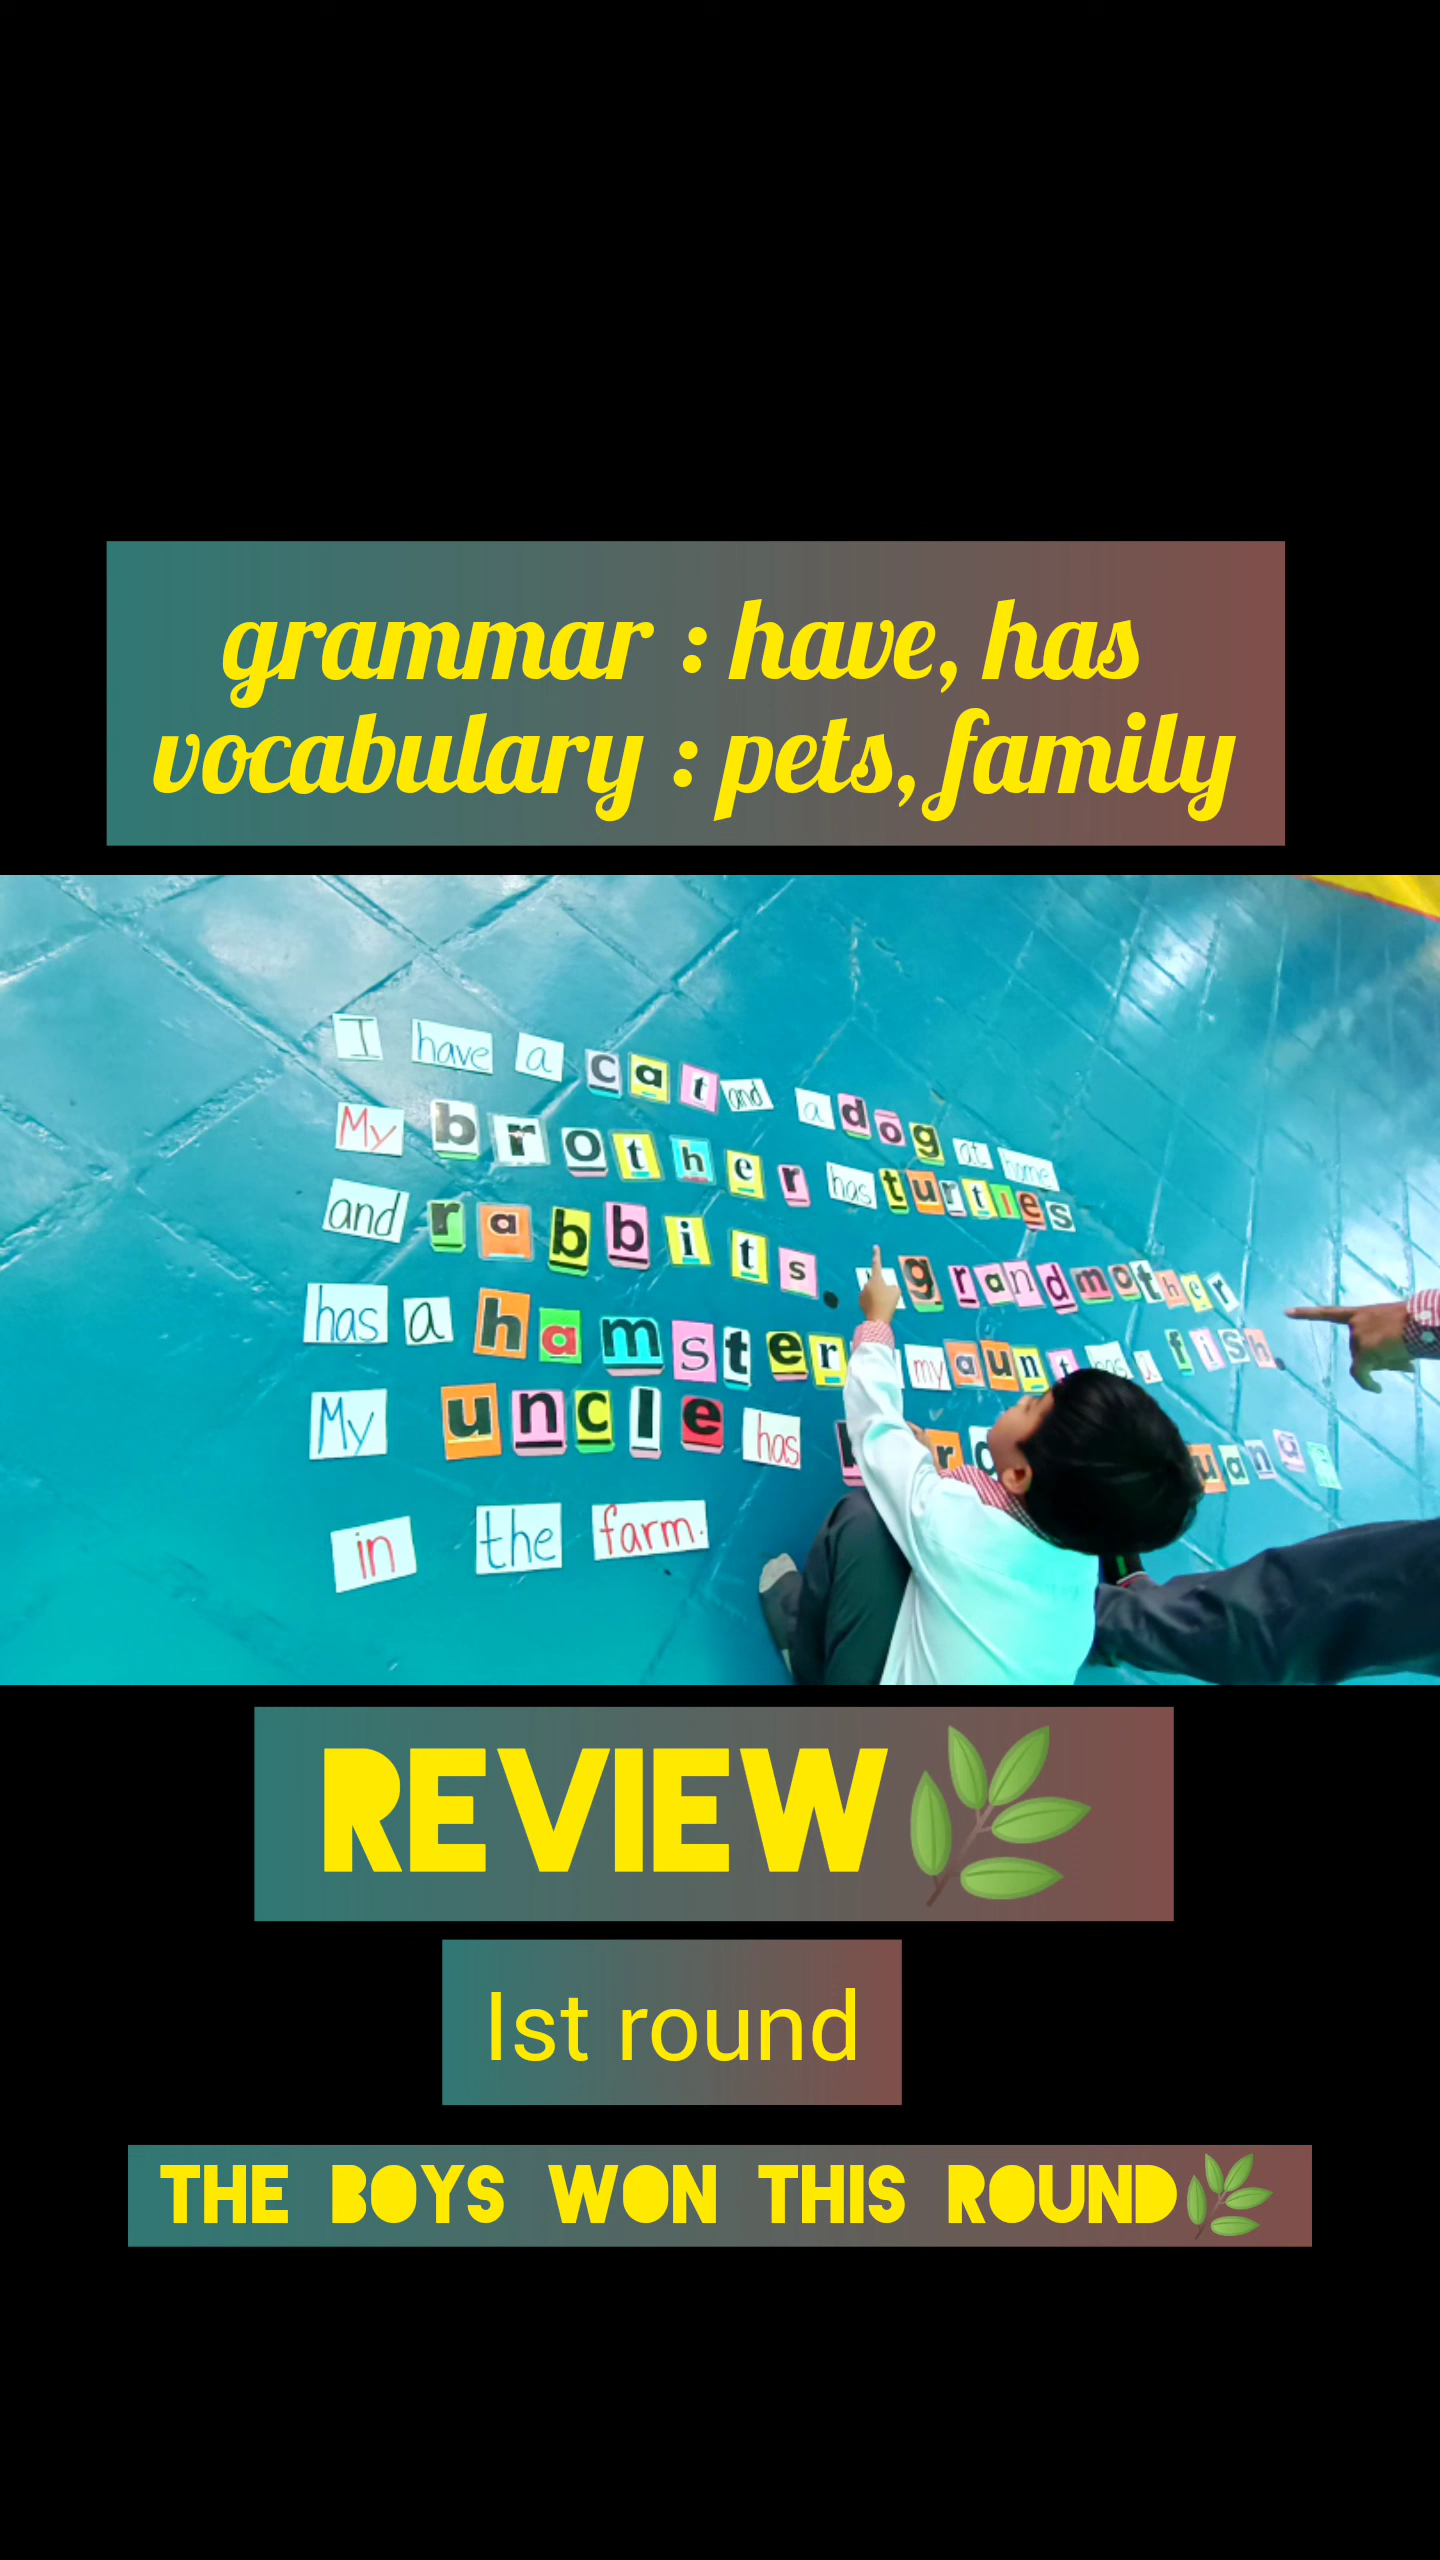 grammar : have, has
vocabulary : pets, family
I have a cat and a dog at home
My brother has turtles
and rabbits. grandmother
has a hamster my aunt has a fish.
My uncle has
in the farm.
REVIEW
Ist round
THE BOYS WON THIS ROUND